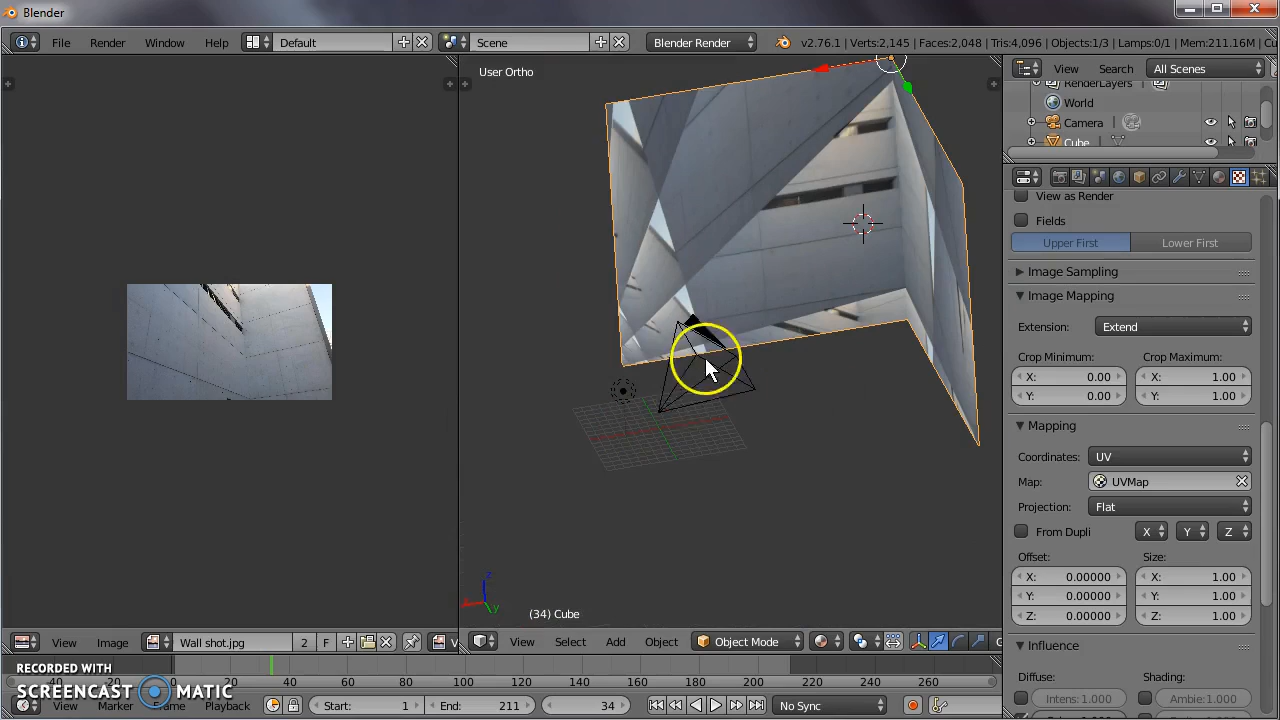 Blender
File Render Window Help Default Scene Blender Render v2.76.1 | Verts:2,145 | Faces:2,048 | Tris:4,096 | Objects:1/3 | Lamps:0/1 | Mem:211.16M | Cu
User Ortho
View Search All Scenes
RenderLayers
World
Camera
Cube
View as Render
Fields
Upper First Lower First
Image Sampling
Image Mapping
Extension: Extend
Crop Minimum: Crop Maximum:
X: 0.00 X: 1.00
Y: 0.00 Y: 1.00
Mapping
Coordinates: UV
Map: UVMap
Projection: Flat
From Dupli X Y Z
Offset: Size:
X: 0.00000 X: 1.00
Y: 0.00000 Y: 1.00
Z: 0.00000 Z: 1.00
Influence
Diffuse: Shading:
Intens:1.000 Ambie:1.000
z
y
(34) Cube
View Image Wall shot.jpg 2 F V View Select Add Object Object Mode G
-40 -20 0 20 40 60 80 100 120 140 160 180 200 220 240 260
View Marker Frame Playback Start: 1 End: 211 34 No Sync
RECORDED WITH
SCREENCAST MATIC